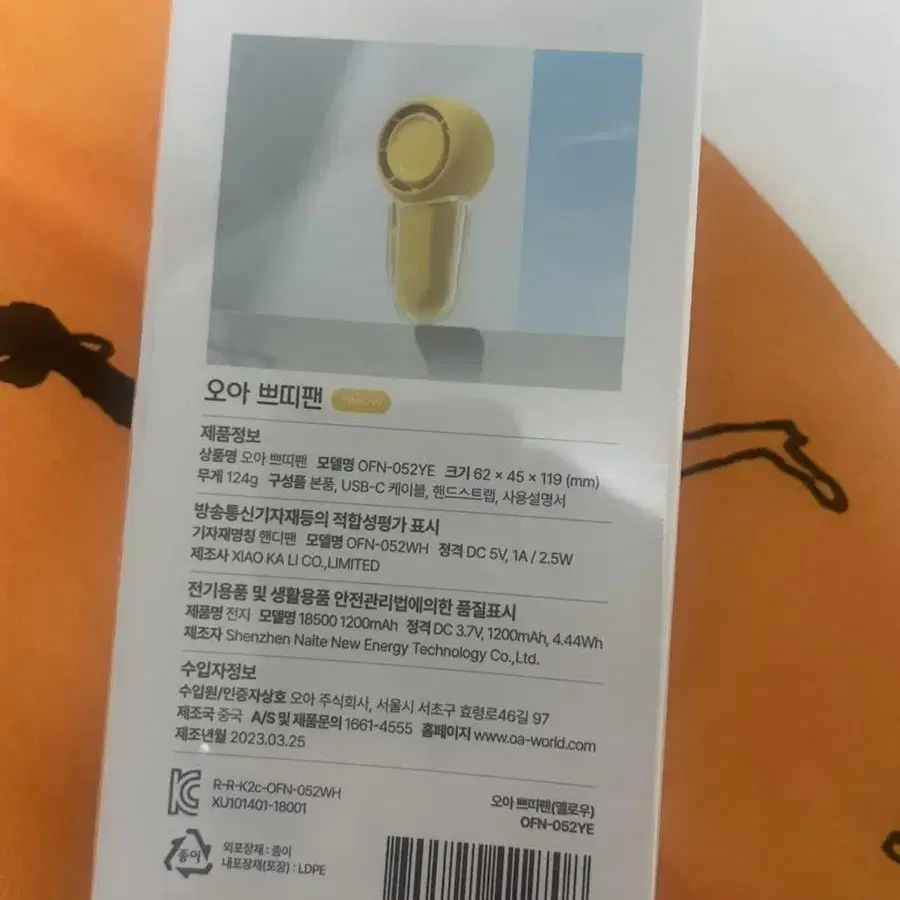 오아 쁘띠팬
제품정보
상품명 오아 쁘띠팬 모델명 OFN-052YE 크기 62 × 45 × 119 (mm)
무게 124g 구성품 본품, USB-C 케이블, 핸드스트랩, 사용설명서
방송통신기자재등의 적합성평가 표시
기자재명칭 핸디팬 모델명 OFN-052WH 정격 DC 5V, 1A / 2.5W
제조사 XIAO KA LI CO.,LIMITED
전기용품 및 생활용품 안전관리법에의한 품질표시
제품명 전지 모델명 18500 1200mAh 정격 DC 3.7V, 1200mAh, 4.44Wh
제조자 Shenzhen Naite New Energy Technology Co.,Ltd.
수입자정보
수입원/인증자상호 오아 주식회사, 서울시 서초구 효령로46길 97
제조국 중국 A/S 및 제품문의 1661-4555 홈페이지 www.oa-world.com
제조년월 2023.03.25
R-R-K2c-OFN-052WH
XU101401-18001
오아 쁘띠팬(옐로우)
OFN-052YE
종이
외포장재 : 종이
내포장재(포장) : LDPE